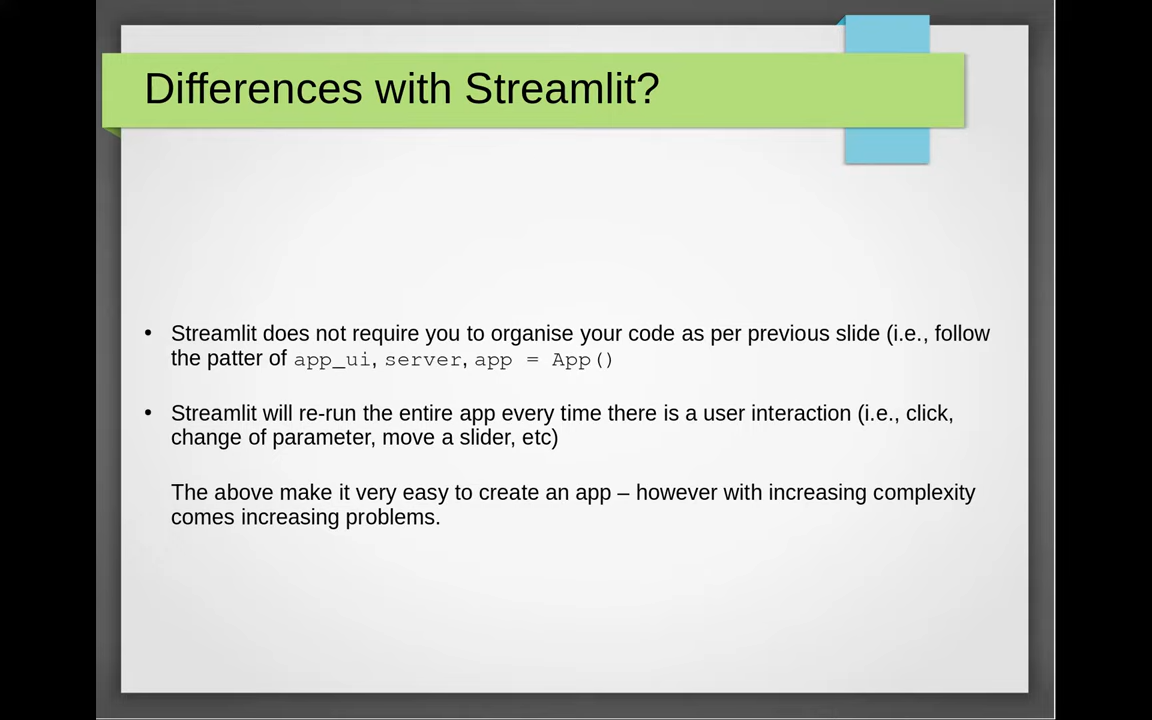 Differences with Streamlit?
• Streamlit does not require you to organise your code as per previous slide (i.e., follow
the patter of app_ui, server, app = App()
• Streamlit will re-run the entire app every time there is a user interaction (i.e., click,
change of parameter, move a slider, etc)
The above make it very easy to create an app – however with increasing complexity
comes increasing problems.